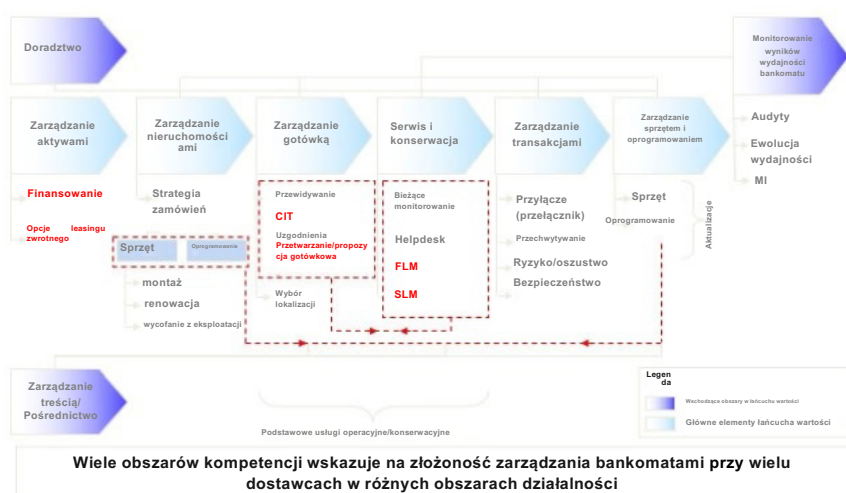 Doradztwo
Monitorowanie
wyników
wydajności
bankomatu
Zarządzanie
aktywami
Zarządzanie
nieruchomości
ami
Zarządzanie
gotówką
Serwis i
konserwacja
Zarządzanie
transakcjami
Zarządzanie
sprzętem i
oprogramowaniem
Audyty
Ewolucja
wydajności
MI
Finansowanie
Opcje leasingu
zwrotnego
Strategia
zamówień
Sprzęt
Oprogramowanie
montaż
renowacja
wycofanie z eksploatacji
Przewidywanie
CIT
Uzgodnienia
Przetwarzanie/propozy
cja gotówkowa
Wybór
lokalizacji
Bieżące
monitorowanie
Helpdesk
FLM
SLM
Przyłącze
(przełącznik)
Przechwytywanie
Ryzyko/oszustwo
Bezpieczeństwo
Sprzęt
Oprogramowanie
Aktualizacje
Zarządzanie
treścią/
Pośrednictwo
Podstawowe usługi operacyjne/konserwacyjne
Legen
da
Wschodzące obszary w łańcuchu wartości
Główne elementy łańcucha wartości
Wiele obszarów kompetencji wskazuje na złożoność zarządzania bankomatami przy wielu
dostawcach w różnych obszarach działalności